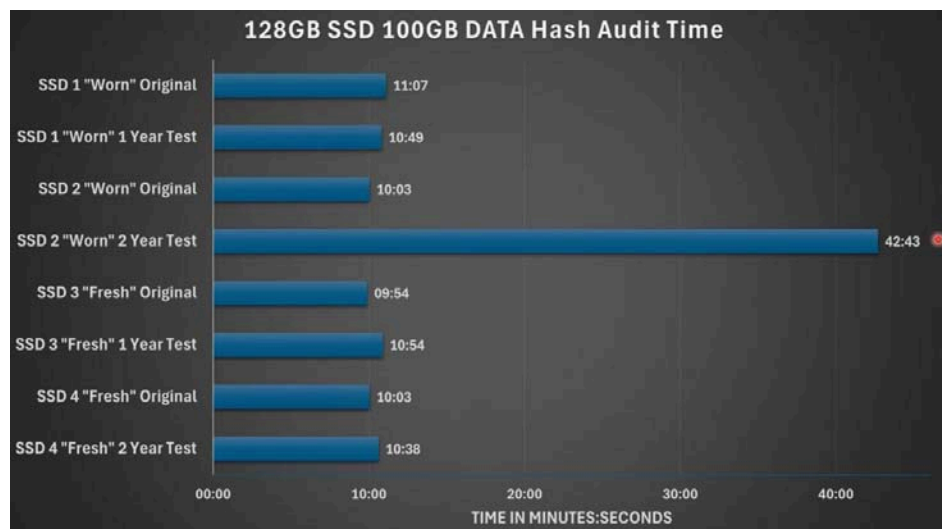 128GB SSD 100GB DATA Hash Audit Time
SSD 1 "Worn" Original
11:07
SSD 1 "Worn" 1 Year Test
10:49
SSD 2 "Worn" Original
10:03
SSD 2 "Worn" 2 Year Test
42:43
SSD 3 "Fresh" Original
09:54
SSD 3 "Fresh" 1 Year Test
10:54
SSD 4 "Fresh" Original
10:03
SSD 4 "Fresh" 2 Year Test
10:38
00:00 10:00 20:00 30:00 40:00
TIME IN MINUTES:SECONDS